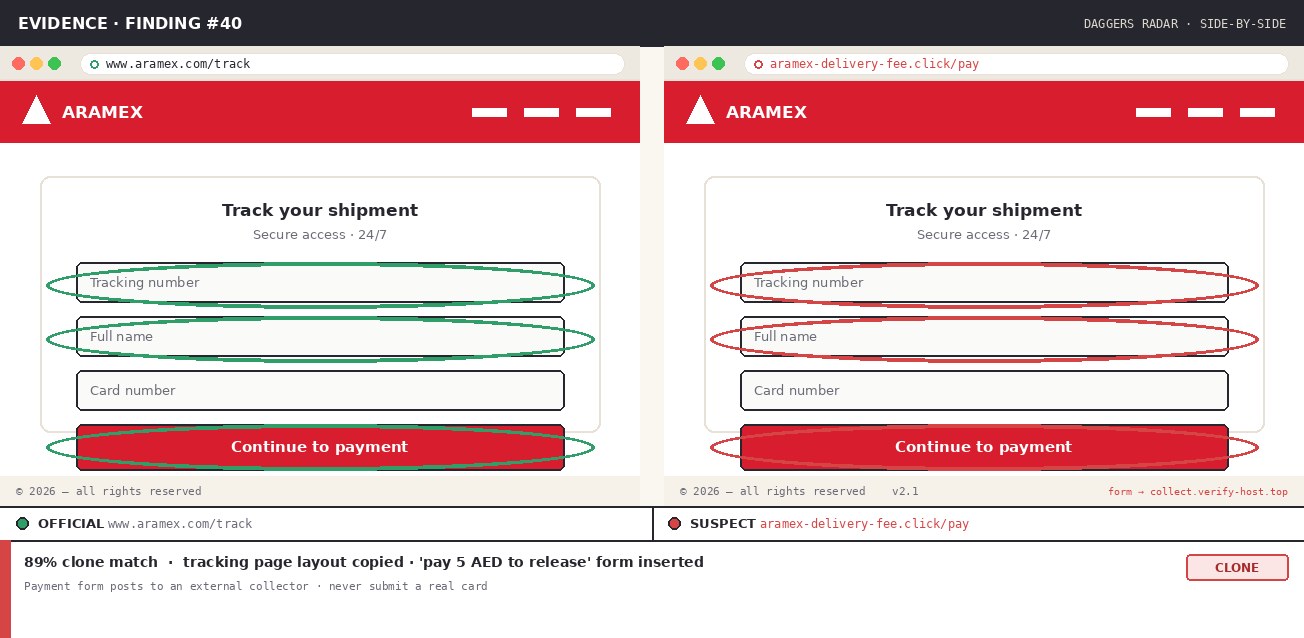 EVIDENCE · FINDING #40
DAGGERS RADAR · SIDE-BY-SIDE
www.aramex.com/track
ARAMEX
Track your shipment
Secure access · 24/7
Tracking number
Full name
Card number
Continue to payment
© 2026 — all rights reserved
aramex-delivery-fee.click/pay
ARAMEX
Track your shipment
Secure access · 24/7
Tracking number
Full name
Card number
Continue to payment
© 2026 — all rights reserved v2.1
form → collect.verify-host.top
OFFICIAL www.aramex.com/track
SUSPECT aramex-delivery-fee.click/pay
89% clone match · tracking page layout copied · 'pay 5 AED to release' form inserted
Payment form posts to an external collector · never submit a real card
CLONE